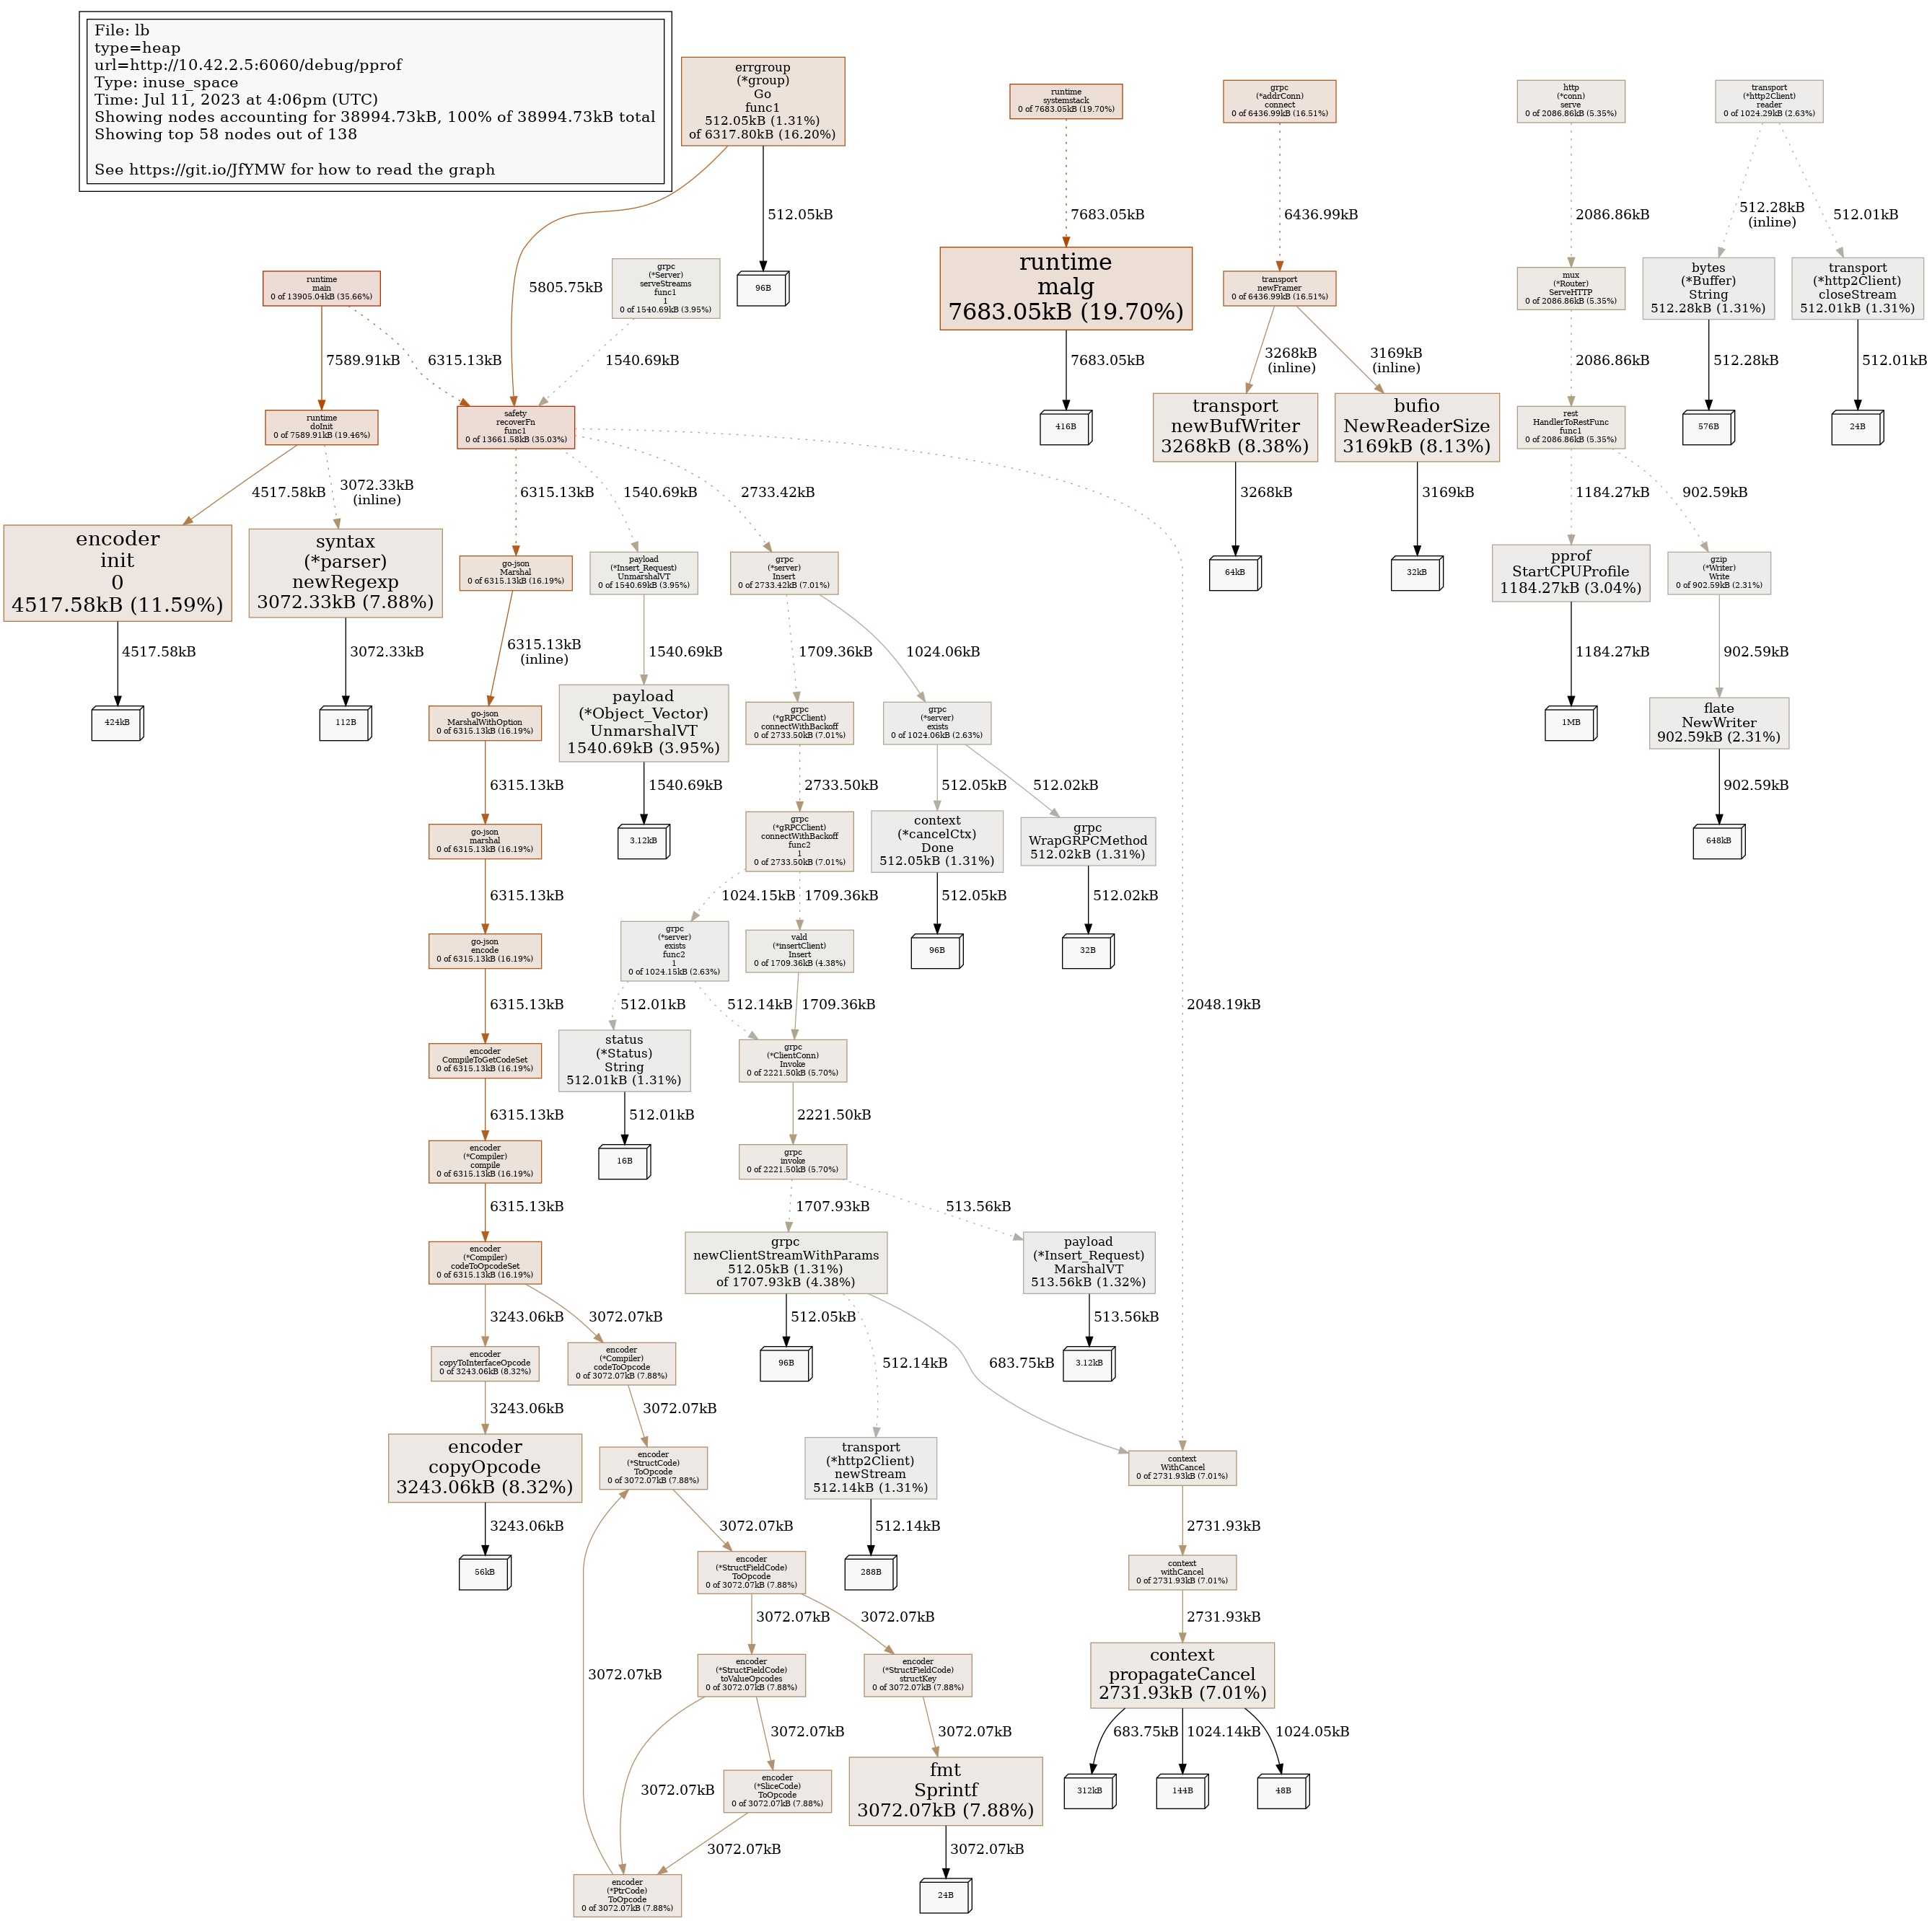 File: lb
type=heap
url=http://10.42.2.5:6060/debug/pprof
Type: inuse_space
Time: Jul 11, 2023 at 4:06pm (UTC)
Showing nodes accounting for 38994.73kB, 100% of 38994.73kB total
Showing top 58 nodes out of 138
See https://git.io/JfYMW for how to read the graph
errgroup
(*group)
Go
func1
512.05kB (1.31%)
of 6317.80kB (16.20%)
runtime
systemstack
0 of 7683.05kB (19.70%)
grpc
(*addrConn)
connect
0 of 6436.99kB (16.51%)
http
(*conn)
serve
0 of 2086.86kB (5.35%)
transport
(*http2Client)
reader
0 of 1024.29kB (2.63%)
5805.75kB
512.05kB
7683.05kB
6436.99kB
2086.86kB
512.28kB
(inline)
512.01kB
runtime
main
0 of 13905.04kB (35.66%)
grpc
(*Server)
serveStreams
func1
1
0 of 1540.69kB (3.95%)
96B
runtime
malg
7683.05kB (19.70%)
transport
newFramer
0 of 6436.99kB (16.51%)
mux
(*Router)
ServeHTTP
0 of 2086.86kB (5.35%)
bytes
(*Buffer)
String
512.28kB (1.31%)
transport
(*http2Client)
closeStream
512.01kB (1.31%)
7589.91kB
6315.13kB
1540.69kB
7683.05kB
3268kB
(inline)
3169kB
(inline)
2086.86kB
512.28kB
512.01kB
runtime
doInit
0 of 7589.91kB (19.46%)
safety
recoverFn
func1
0 of 13661.58kB (35.03%)
416B
transport
newBufWriter
3268kB (8.38%)
bufio
NewReaderSize
3169kB (8.13%)
rest
HandlerToRestFunc
func1
0 of 2086.86kB (5.35%)
576B
24B
4517.58kB
3072.33kB
(inline)
6315.13kB
1540.69kB
2733.42kB
3268kB
3169kB
1184.27kB
902.59kB
encoder
init
0
4517.58kB (11.59%)
syntax
(*parser)
newRegexp
3072.33kB (7.88%)
go-json
Marshal
0 of 6315.13kB (16.19%)
payload
(*Insert_Request)
UnmarshalVT
0 of 1540.69kB (3.95%)
grpc
(*server)
Insert
0 of 2733.42kB (7.01%)
64kB
32kB
pprof
StartCPUProfile
1184.27kB (3.04%)
gzip
(*Writer)
Write
0 of 902.59kB (2.31%)
4517.58kB
3072.33kB
6315.13kB
(inline)
1540.69kB
1709.36kB
1024.06kB
1184.27kB
902.59kB
424kB
112B
go-json
MarshalWithOption
0 of 6315.13kB (16.19%)
payload
(*Object_Vector)
UnmarshalVT
1540.69kB (3.95%)
grpc
(*gRPCClient)
connectWithBackoff
0 of 2733.50kB (7.01%)
grpc
(*server)
exists
0 of 1024.06kB (2.63%)
1MB
flate
NewWriter
902.59kB (2.31%)
6315.13kB
1540.69kB
2733.50kB
512.05kB
512.02kB
902.59kB
go-json
marshal
0 of 6315.13kB (16.19%)
3.12kB
grpc
(*gRPCClient)
connectWithBackoff
func2
1
0 of 2733.50kB (7.01%)
context
(*cancelCtx)
Done
512.05kB (1.31%)
grpc
WrapGRPCMethod
512.02kB (1.31%)
648kB
6315.13kB
1024.15kB
1709.36kB
512.05kB
512.02kB
go-json
encode
0 of 6315.13kB (16.19%)
grpc
(*server)
exists
func2
1
0 of 1024.15kB (2.63%)
vald
(*insertClient)
Insert
0 of 1709.36kB (4.38%)
96B
32B
6315.13kB
512.01kB
512.14kB
1709.36kB
2048.19kB
encoder
CompileToGetCodeSet
0 of 6315.13kB (16.19%)
status
(*Status)
String
512.01kB (1.31%)
grpc
(*ClientConn)
Invoke
0 of 2221.50kB (5.70%)
6315.13kB
512.01kB
2221.50kB
encoder
(*Compiler)
compile
0 of 6315.13kB (16.19%)
16B
grpc
invoke
0 of 2221.50kB (5.70%)
6315.13kB
1707.93kB
513.56kB
encoder
(*Compiler)
codeToOpcodeSet
0 of 6315.13kB (16.19%)
grpc
newClientStreamWithParams
512.05kB (1.31%)
of 1707.93kB (4.38%)
payload
(*Insert_Request)
MarshalVT
513.56kB (1.32%)
3243.06kB
3072.07kB
512.05kB
512.14kB
683.75kB
513.56kB
encoder
copyToInterfaceOpcode
0 of 3243.06kB (8.32%)
encoder
(*Compiler)
codeToOpcode
0 of 3072.07kB (7.88%)
96B
3.12kB
3243.06kB
3072.07kB
encoder
copyOpcode
3243.06kB (8.32%)
encoder
(*StructCode)
ToOpcode
0 of 3072.07kB (7.88%)
transport
(*http2Client)
newStream
512.14kB (1.31%)
context
WithCancel
0 of 2731.93kB (7.01%)
3243.06kB
3072.07kB
512.14kB
2731.93kB
56kB
encoder
(*StructFieldCode)
ToOpcode
0 of 3072.07kB (7.88%)
288B
context
withCancel
0 of 2731.93kB (7.01%)
3072.07kB
3072.07kB
2731.93kB
3072.07kB
encoder
(*StructFieldCode)
toValueOpcodes
0 of 3072.07kB (7.88%)
encoder
(*StructFieldCode)
structKey
0 of 3072.07kB (7.88%)
context
propagateCancel
2731.93kB (7.01%)
3072.07kB
3072.07kB
3072.07kB
683.75kB
1024.14kB
1024.05kB
encoder
(*SliceCode)
ToOpcode
0 of 3072.07kB (7.88%)
fmt
Sprintf
3072.07kB (7.88%)
312kB
144B
48B
3072.07kB
3072.07kB
encoder
(*PtrCode)
ToOpcode
0 of 3072.07kB (7.88%)
24B